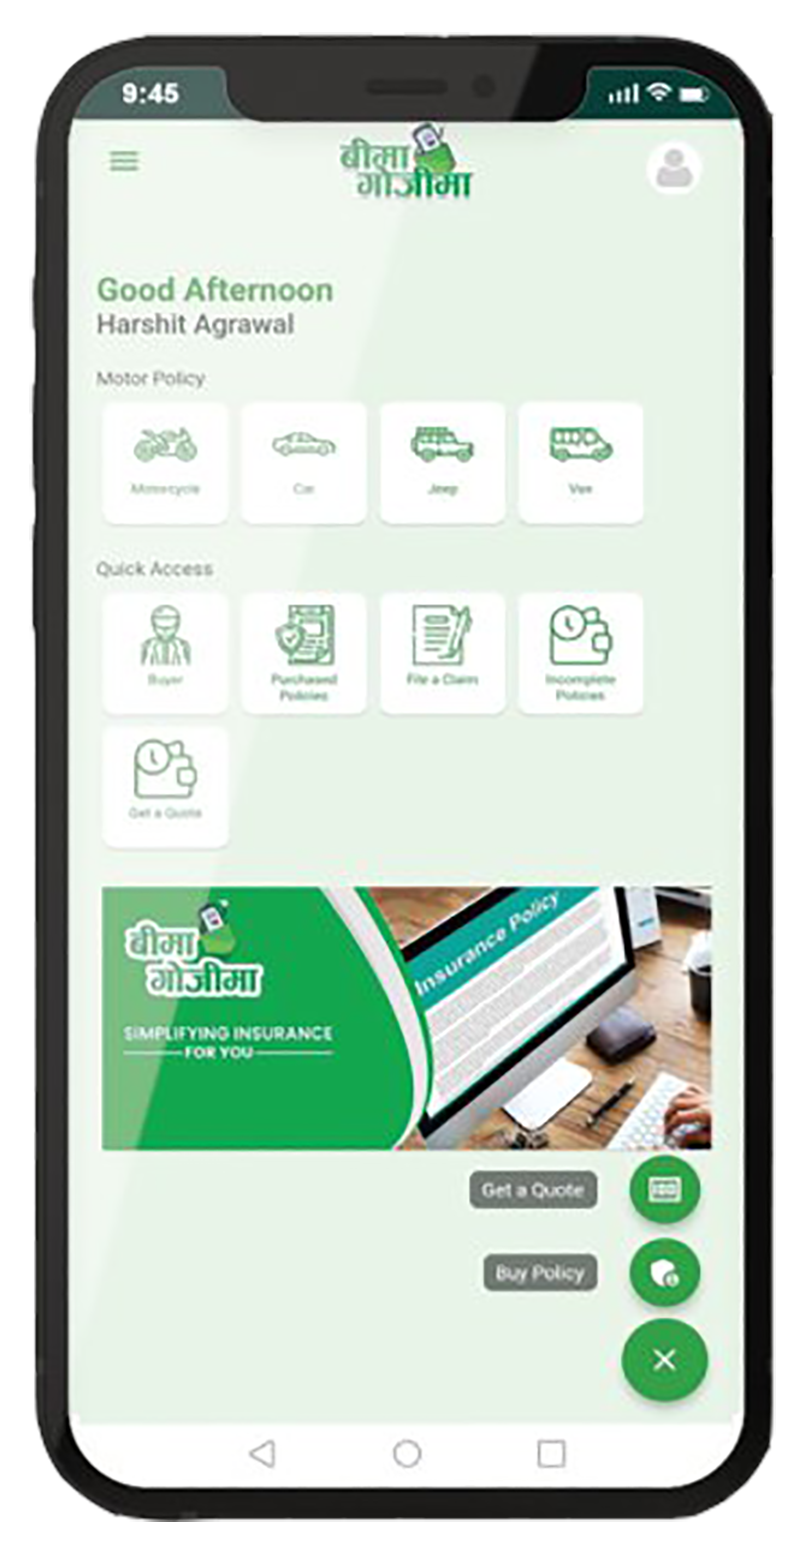 9:45
बीमा
गोजीमा
Good Afternoon
Harshit Agrawal
Motor Policy
Motorcycle
Car
Jeep
Van
Quick Access
Buyer
Purchased
Policies
File a Claim
Incomplete
Policies
Get a Quote
बीमा
गोजीमा
SIMPLIFYING INSURANCE
FOR YOU
Insurance Policy
Get a Quote
Buy Policy